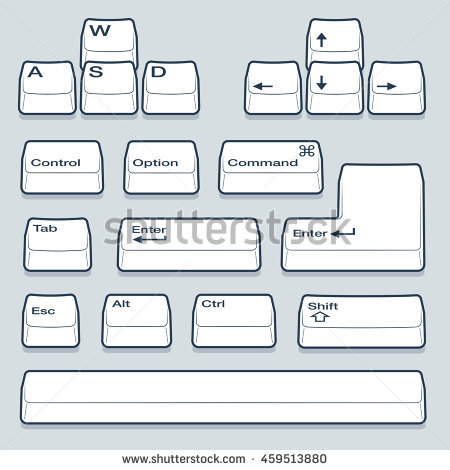 W
A S D
↑
← ↓ →
Control Option Command ⌘
Tab Enter Enter
Esc Alt Ctrl Shift
shutterstock
www.shutterstock.com · 459513880